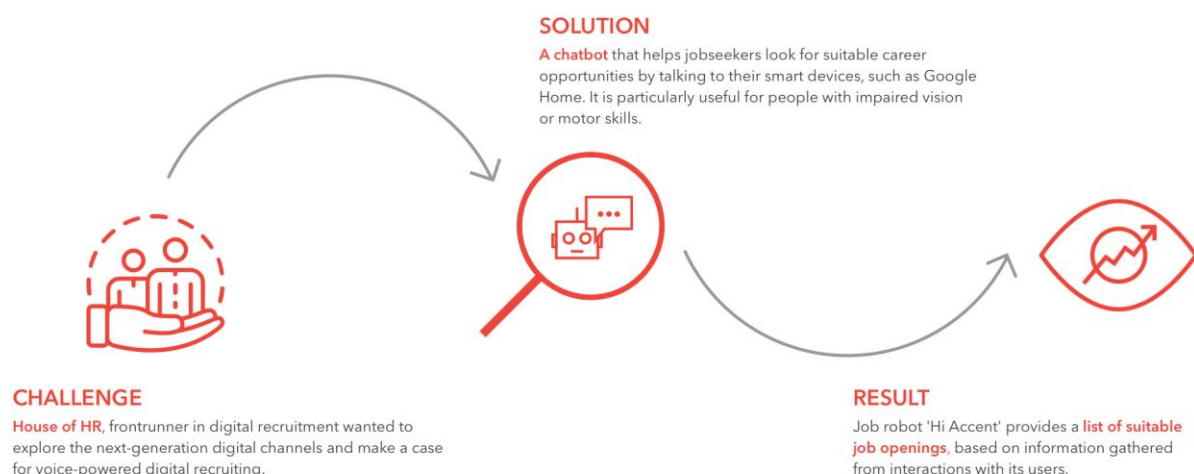 SOLUTION
A chatbot that helps jobseekers look for suitable career
opportunities by talking to their smart devices, such as Google
Home. It is particularly useful for people with impaired vision
or motor skills.
CHALLENGE
House of HR, frontrunner in digital recruitment wanted to
explore the next-generation digital channels and make a case
for voice-powered digital recruiting.
RESULT
Job robot 'Hi Accent' provides a list of suitable
job openings, based on information gathered
from interactions with its users.